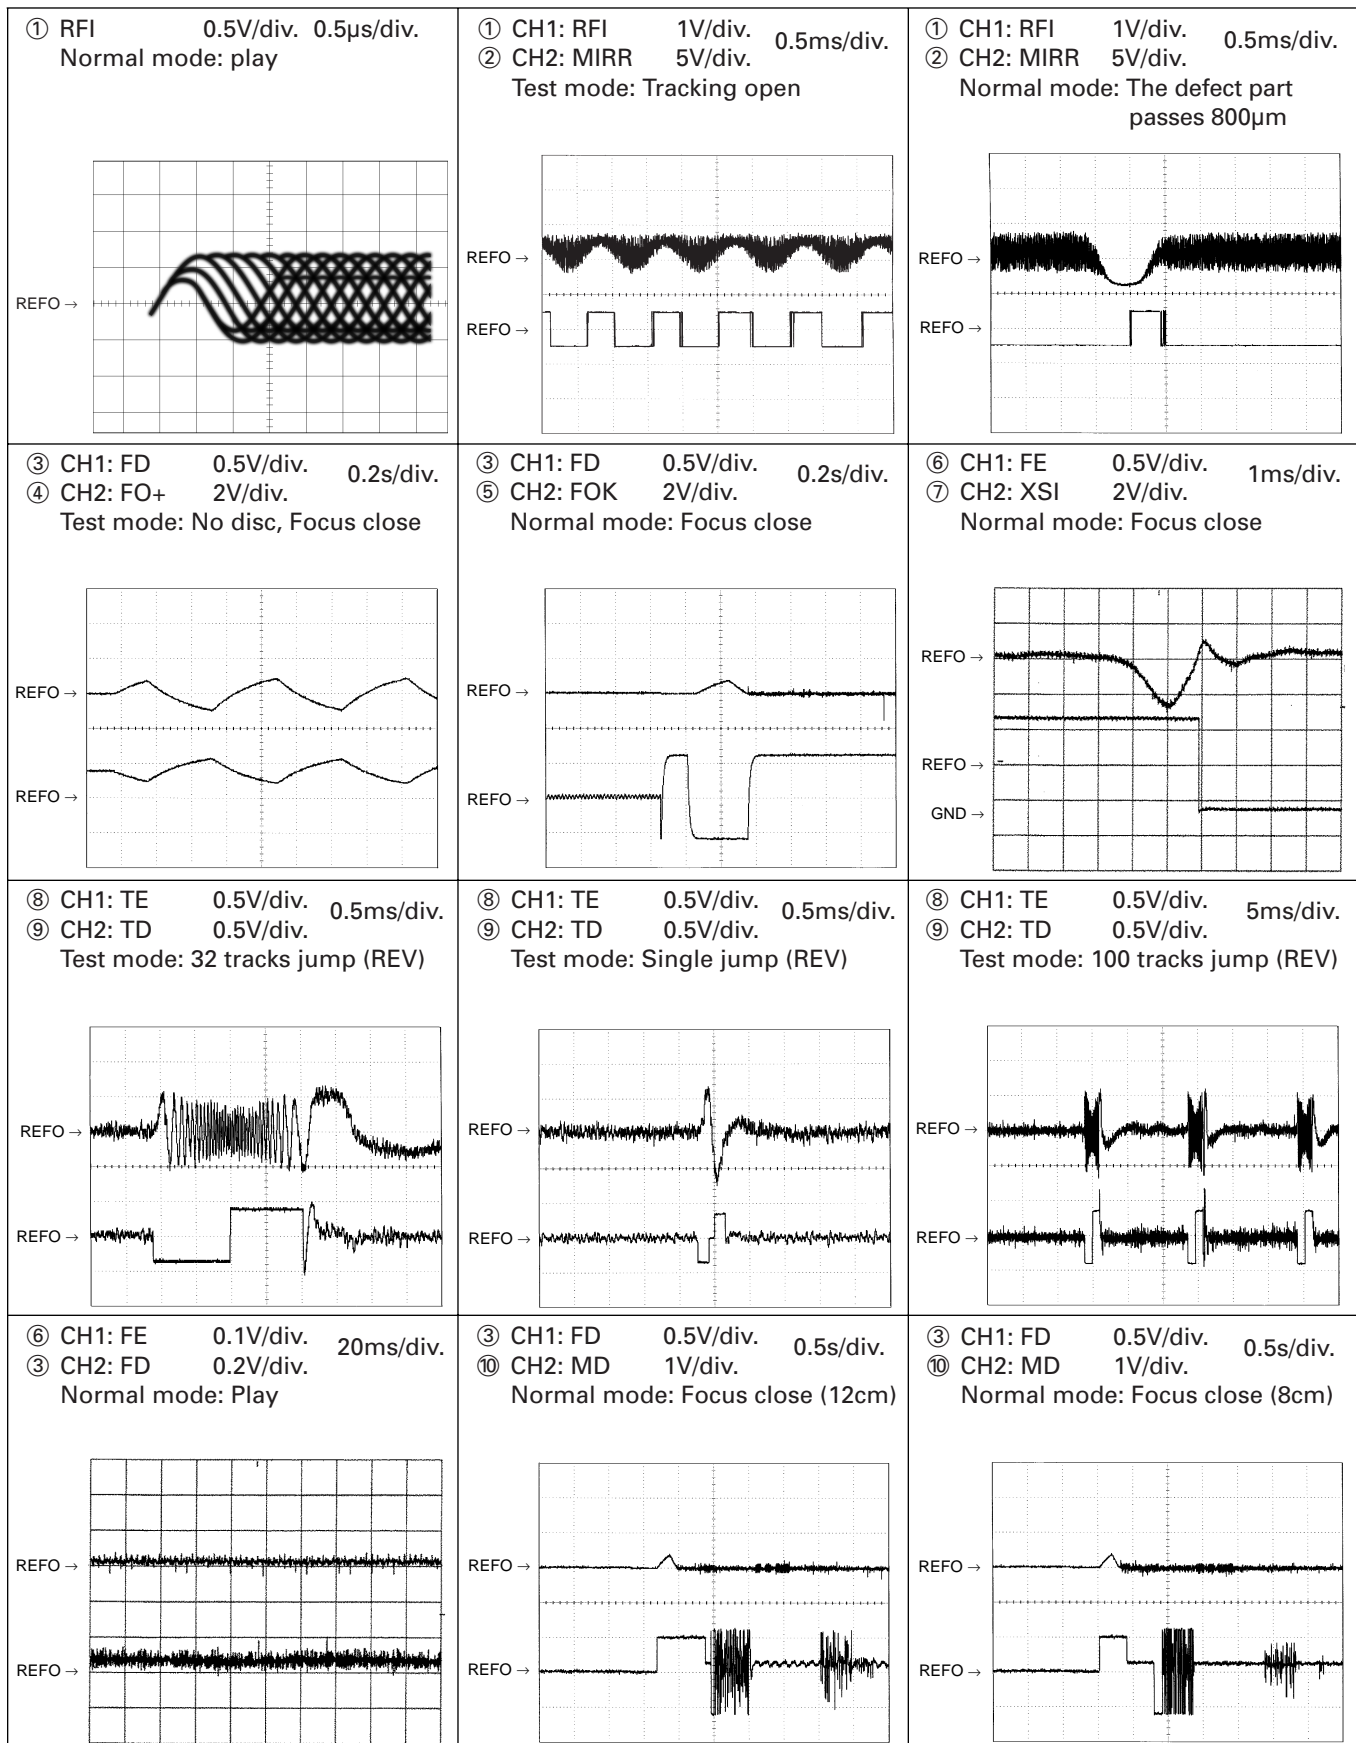 ① RFI 0.5V/div. 0.5µs/div.
Normal mode: play
REFO →
① CH1: RFI 1V/div. 0.5ms/div.
② CH2: MIRR 5V/div.
Test mode: Tracking open
REFO →
REFO →
① CH1: RFI 1V/div. 0.5ms/div.
② CH2: MIRR 5V/div.
Normal mode: The defect part
passes 800µm
REFO →
REFO →
③ CH1: FD 0.5V/div. 0.2s/div.
④ CH2: FO+ 2V/div.
Test mode: No disc, Focus close
REFO →
REFO →
③ CH1: FD 0.5V/div. 0.2s/div.
⑤ CH2: FOK 2V/div.
Normal mode: Focus close
REFO →
REFO →
⑥ CH1: FE 0.5V/div. 1ms/div.
⑦ CH2: XSI 2V/div.
Normal mode: Focus close
REFO →
REFO →
GND →
⑧ CH1: TE 0.5V/div. 0.5ms/div.
⑨ CH2: TD 0.5V/div.
Test mode: 32 tracks jump (REV)
REFO →
REFO →
⑧ CH1: TE 0.5V/div. 0.5ms/div.
⑨ CH2: TD 0.5V/div.
Test mode: Single jump (REV)
REFO →
REFO →
⑧ CH1: TE 0.5V/div. 5ms/div.
⑨ CH2: TD 0.5V/div.
Test mode: 100 tracks jump (REV)
REFO →
REFO →
⑥ CH1: FE 0.1V/div. 20ms/div.
③ CH2: FD 0.2V/div.
Normal mode: Play
REFO →
REFO →
③ CH1: FD 0.5V/div. 0.5s/div.
⑩ CH2: MD 1V/div.
Normal mode: Focus close (12cm)
REFO →
REFO →
③ CH1: FD 0.5V/div. 0.5s/div.
⑩ CH2: MD 1V/div.
Normal mode: Focus close (8cm)
REFO →
REFO →